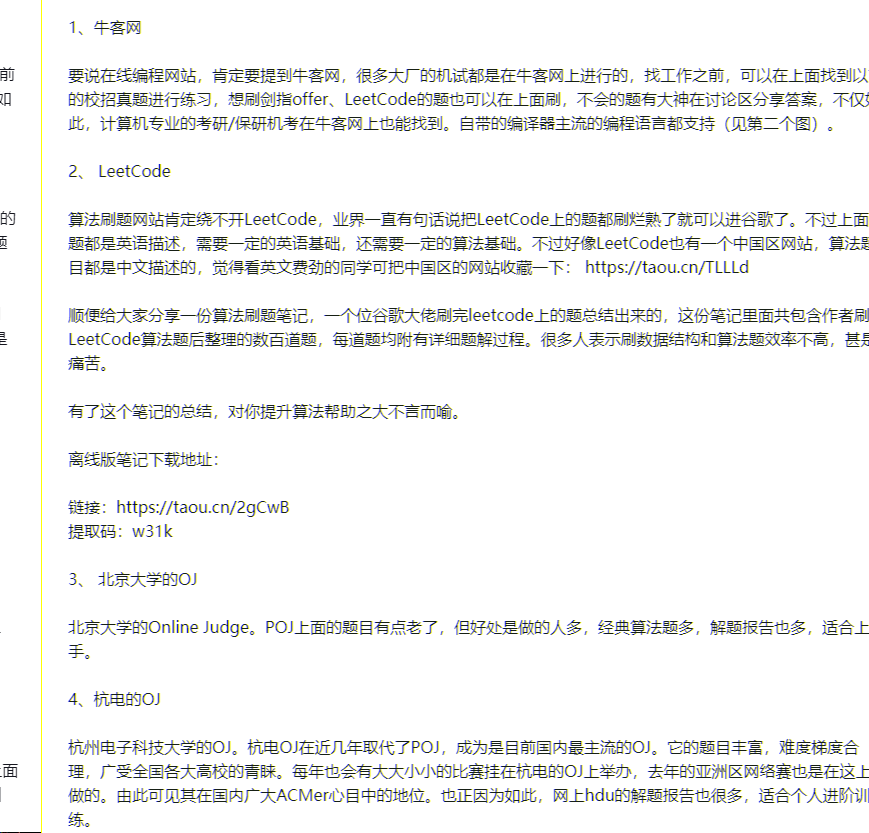 1、牛客网
前
要说在线编程网站，肯定要提到牛客网，很多大厂的机试都是在牛客网上进行的，找工作之前，可以在上面找到以
如
的校招真题进行练习，想刷剑指offer、LeetCode的题也可以在上面刷，不会的题有大神在讨论区分享答案，不仅如
此，计算机专业的考研/保研机考在牛客网上也能找到。自带的编译器主流的编程语言都支持（见第二个图）。
2、 LeetCode
的
算法刷题网站肯定绕不开LeetCode，业界一直有句话说把LeetCode上的题都刷烂熟了就可以进谷歌了。不过上面
题
题都是英语描述，需要一定的英语基础，还需要一定的算法基础。不过好像LeetCode也有一个中国区网站，算法题
目都是中文描述的，觉得看英文费劲的同学可把中国区的网站收藏一下： https://taou.cn/TLLLd
顺便给大家分享一份算法刷题笔记，一个位谷歌大佬刷完leetcode上的题总结出来的，这份笔记里面共包含作者刷
是
LeetCode算法题后整理的数百道题，每道题均附有详细题解过程。很多人表示刷数据结构和算法题效率不高，甚是
痛苦。
有了这个笔记的总结，对你提升算法帮助之大不言而喻。
离线版笔记下载地址：
链接：https://taou.cn/2gCwB
提取码：w31k
3、 北京大学的OJ
北京大学的Online Judge。POJ上面的题目有点老了，但好处是做的人多，经典算法题多，解题报告也多，适合上
手。
4、杭电的OJ
杭州电子科技大学的OJ。杭电OJ在近几年取代了POJ，成为是目前国内最主流的OJ。它的题目丰富，难度梯度合
面
理，广受全国各大高校的青睐。每年也会有大大小小的比赛挂在杭电的OJ上举办，去年的亚洲区网络赛也是在这上
做的。由此可见其在国内广大ACMer心目中的地位。也正因为如此，网上hdu的解题报告也很多，适合个人进阶训
练。